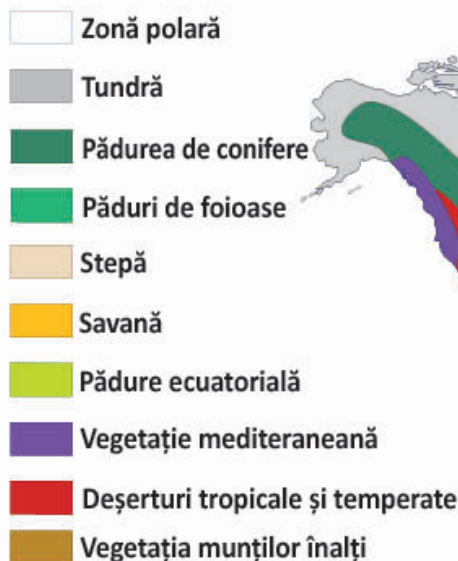 Zonă polară
Tundră
Pădurea de conifere
Păduri de foioase
Stepă
Savană
Pădure ecuatorială
Vegetație mediteraneană
Deșerturi tropicale și temperate
Vegetația munților înalți